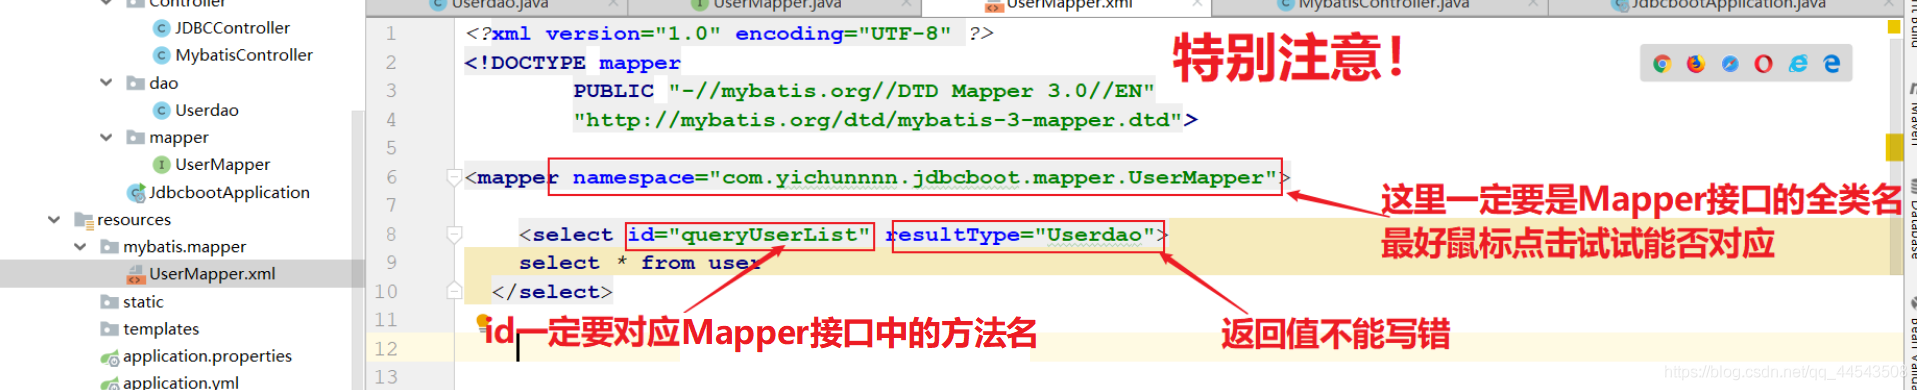 Controller
JDBCController
MybatisController
dao
Userdao
mapper
UserMapper
JdbcbootApplication
resources
mybatis.mapper
UserMapper.xml
static
templates
application.properties
application.yml
Userdao.java
UserMapper.java
UserMapper.xml
MybatisController.java
JdbcbootApplication.java
1 <?xml version="1.0" encoding="UTF-8" ?>
2 <!DOCTYPE mapper
3 PUBLIC "-//mybatis.org//DTD Mapper 3.0//EN"
4 "http://mybatis.org/dtd/mybatis-3-mapper.dtd">
5
6 <mapper namespace="com.yichunnnn.jdbcboot.mapper.UserMapper">
7
8 <select id="queryUserList" resultType="Userdao">
9 select * from user
10 </select>
11
12
13
特别注意！
这里一定要是Mapper接口的全类名
最好鼠标点击试试能否对应
id一定要对应Mapper接口中的方法名
返回值不能写错
Maven
Database
https://blog.csdn.net/qq_44543508